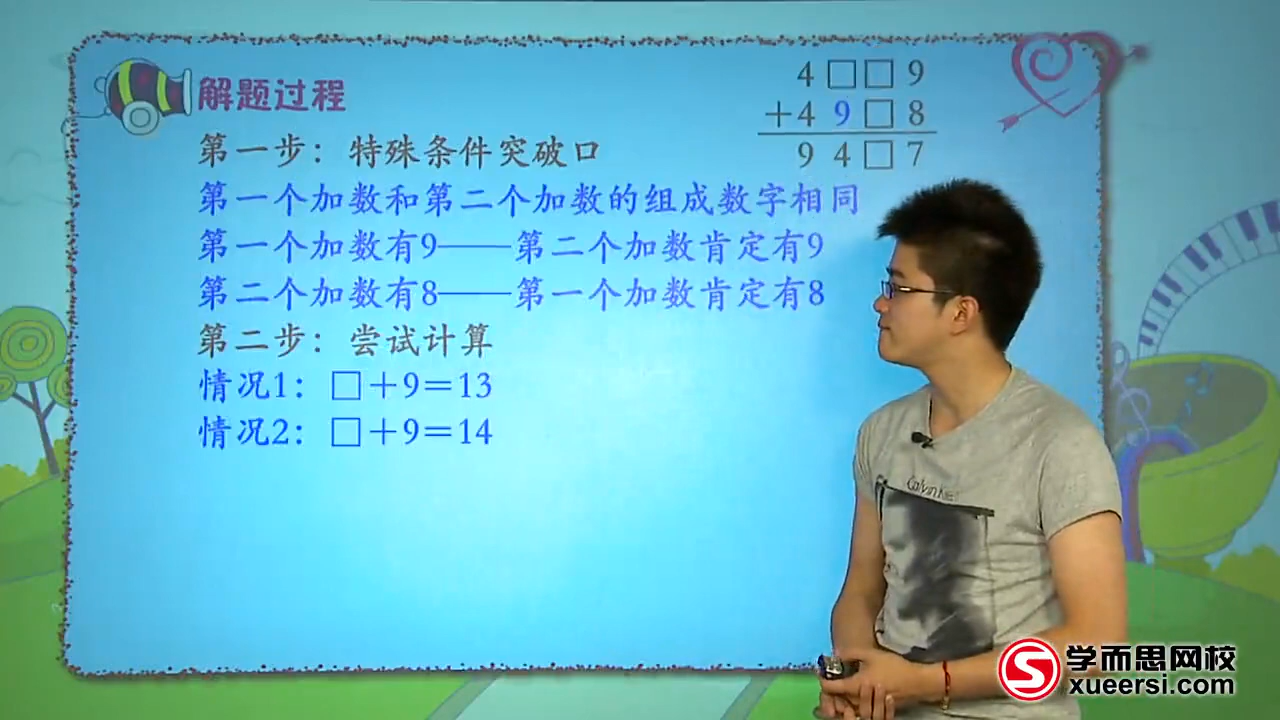 解题过程
4□□9
+49□8
94□7
第一步：特殊条件突破口
第一个加数和第二个加数的组成数字相同
第一个加数有9——第二个加数肯定有9
第二个加数有8——第一个加数肯定有8
第二步：尝试计算
情况1：□+9=13
情况2：□+9=14
学而思网校
xueersi.com